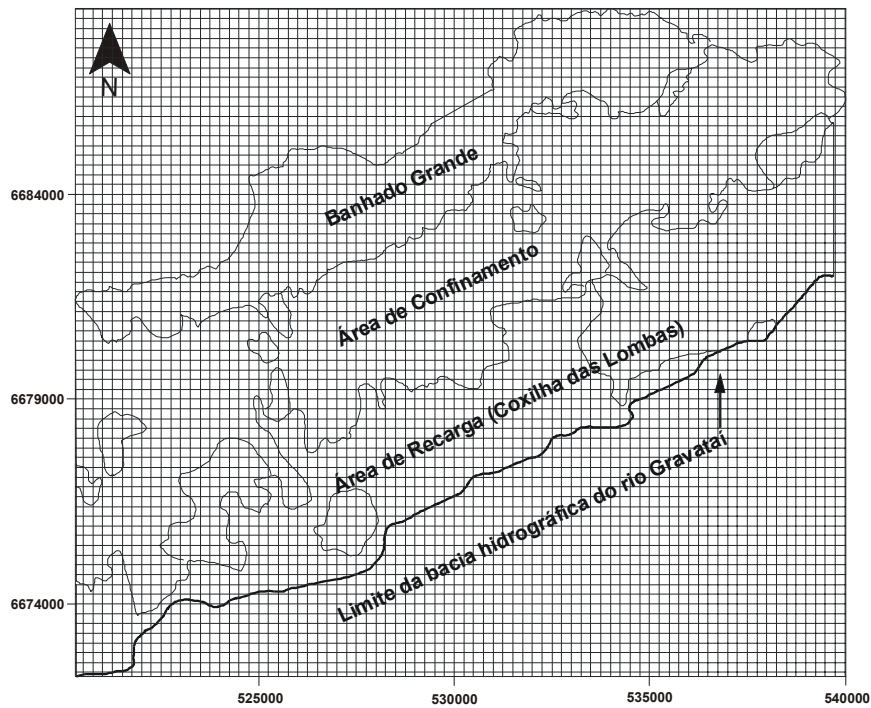 N
Banhado Grande
6684000
Área de Confinamento
Área de Recarga (Coxilha das Lombas)
6679000
Limite da bacia hidrográfica do rio Gravataí
6674000
525000
530000
535000
540000